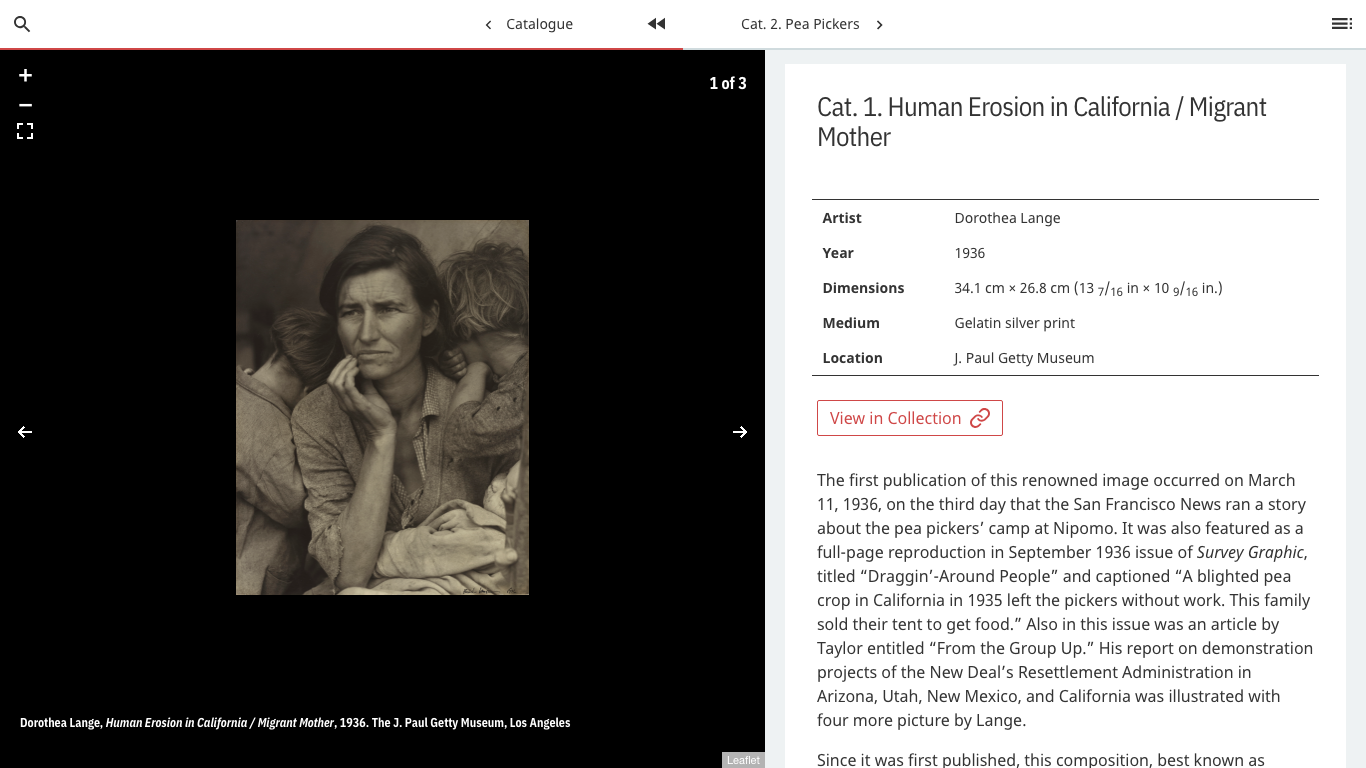 Catalogue
Cat. 2. Pea Pickers
1 of 3
Dorothea Lange, Human Erosion in California / Migrant Mother, 1936. The J. Paul Getty Museum, Los Angeles
Leaflet
Cat. 1. Human Erosion in California / Migrant
Mother
Artist Dorothea Lange
Year 1936
Dimensions 34.1 cm × 26.8 cm (13 7/16 in × 10 9/16 in.)
Medium Gelatin silver print
Location J. Paul Getty Museum
View in Collection
The first publication of this renowned image occurred on March
11, 1936, on the third day that the San Francisco News ran a story
about the pea pickers’ camp at Nipomo. It was also featured as a
full-page reproduction in September 1936 issue of Survey Graphic,
titled “Draggin’-Around People” and captioned “A blighted pea
crop in California in 1935 left the pickers without work. This family
sold their tent to get food.” Also in this issue was an article by
Taylor entitled “From the Group Up.” His report on demonstration
projects of the New Deal’s Resettlement Administration in
Arizona, Utah, New Mexico, and California was illustrated with
four more picture by Lange.
Since it was first published, this composition, best known as